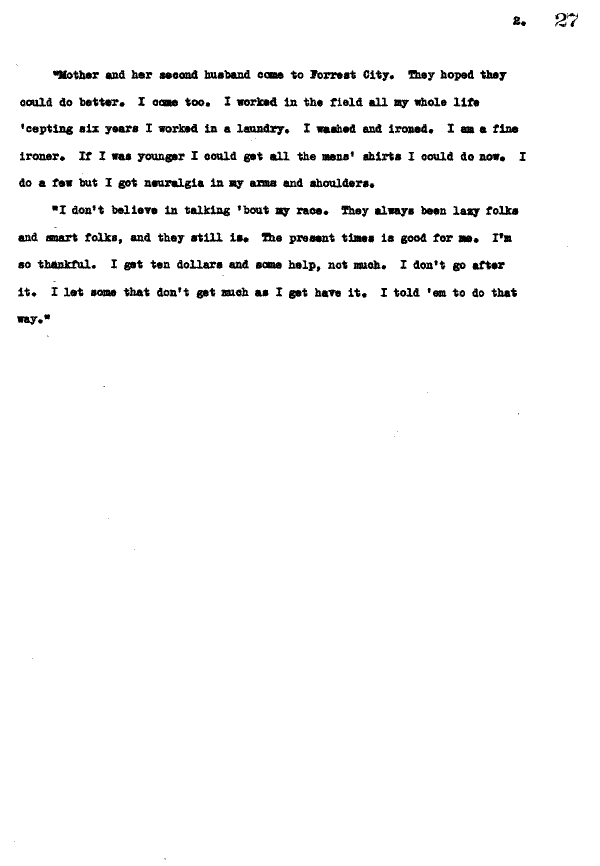 2. 27
"Mother and her second husband come to Forrest City. They hoped they
could do better. I come too. I worked in the field all my whole life
'cepting six years I worked in a laundry. I washed and ironed. I am a fine
ironer. If I was younger I could get all the mens' shirts I could do now. I
do a few but I got neuralgia in my arms and shoulders.
"I don't believe in talking 'bout my race. They always been lazy folks
and smart folks, and they still is. The present times is good for me. I'm
so thankful. I get ten dollars and some help, not much. I don't go after
it. I let some that don't get much as I get have it. I told 'em to do that
way."